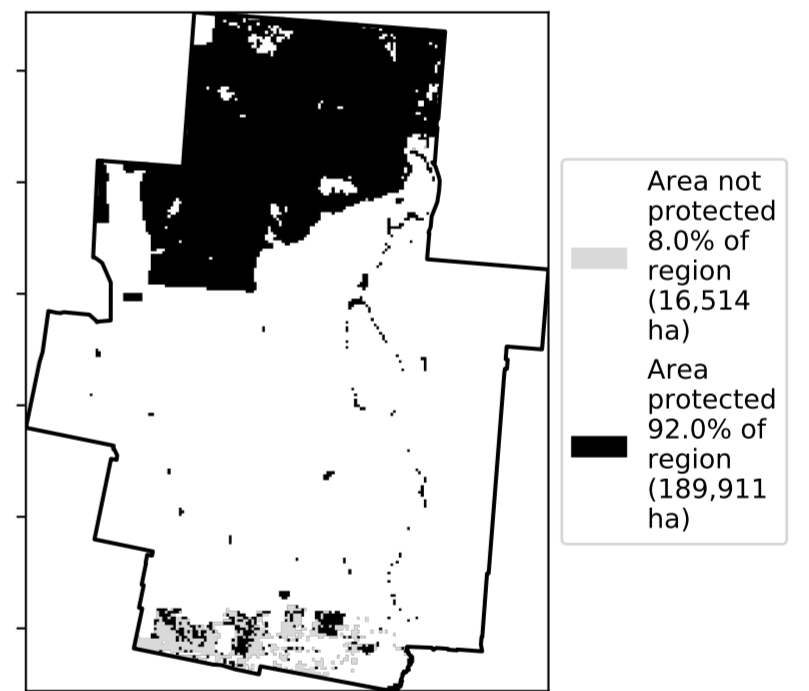 Area not
protected
8.0% of
region
(16,514
ha)
Area
protected
92.0% of
region
(189,911
ha)